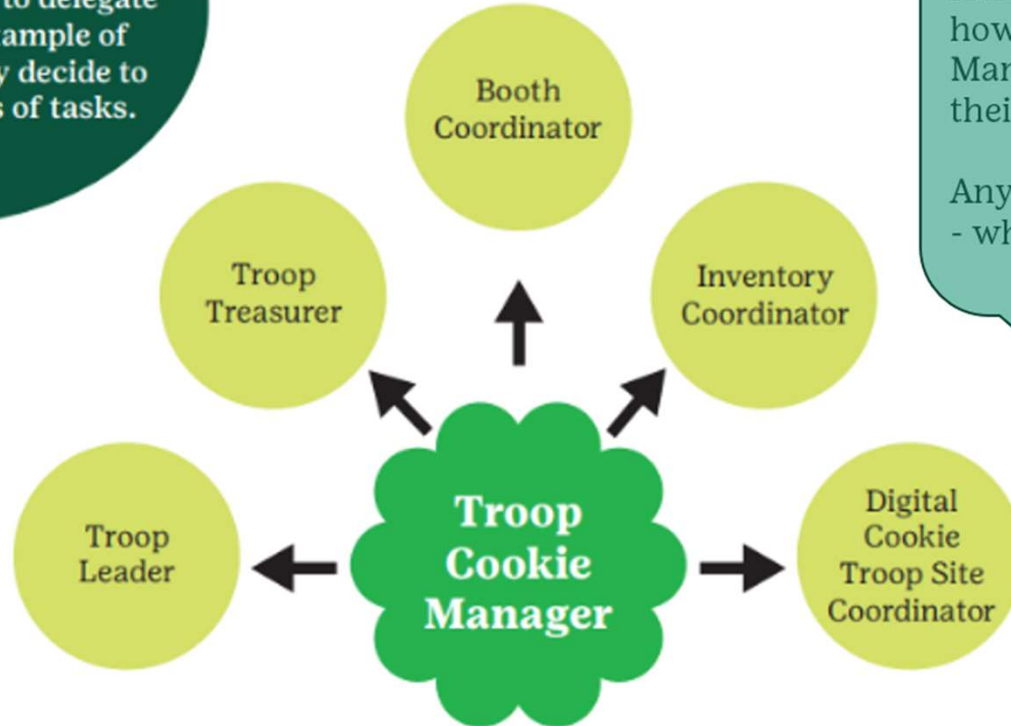 to delegate
ample of
y decide to
s of tasks.
how
Man
thei
Any
- wh
Booth
Coordinator
Troop
Treasurer
Inventory
Coordinator
Troop
Leader
Troop
Cookie
Manager
Digital
Cookie
Troop Site
Coordinator